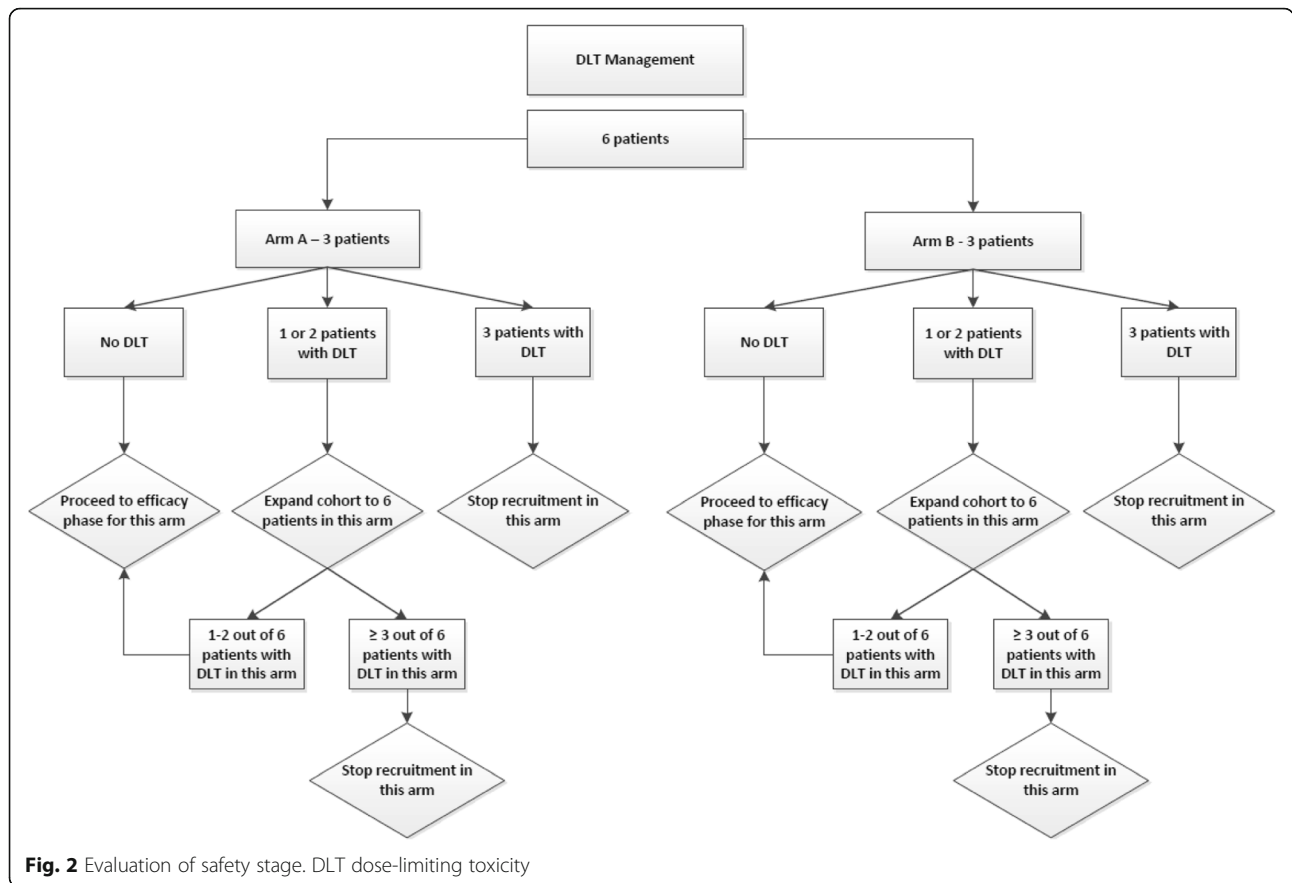 DLT Management
6 patients
Arm A – 3 patients
Arm B - 3 patients
No DLT
1 or 2 patients
with DLT
3 patients with
DLT
No DLT
1 or 2 patients
with DLT
3 patients with
DLT
Proceed to efficacy
phase for this arm
Expand cohort to 6
patients in this arm
Stop recruitment in
this arm
Proceed to efficacy
phase for this arm
Expand cohort to 6
patients in this arm
Stop recruitment in
this arm
1-2 out of 6
patients with
DLT in this arm
≥ 3 out of 6
patients with
DLT in this arm
1-2 out of 6
patients with
DLT in this arm
≥ 3 out of 6
patients with
DLT in this arm
Stop recruitment in
this arm
Stop recruitment in
this arm
Fig. 2 Evaluation of safety stage. DLT dose-limiting toxicity